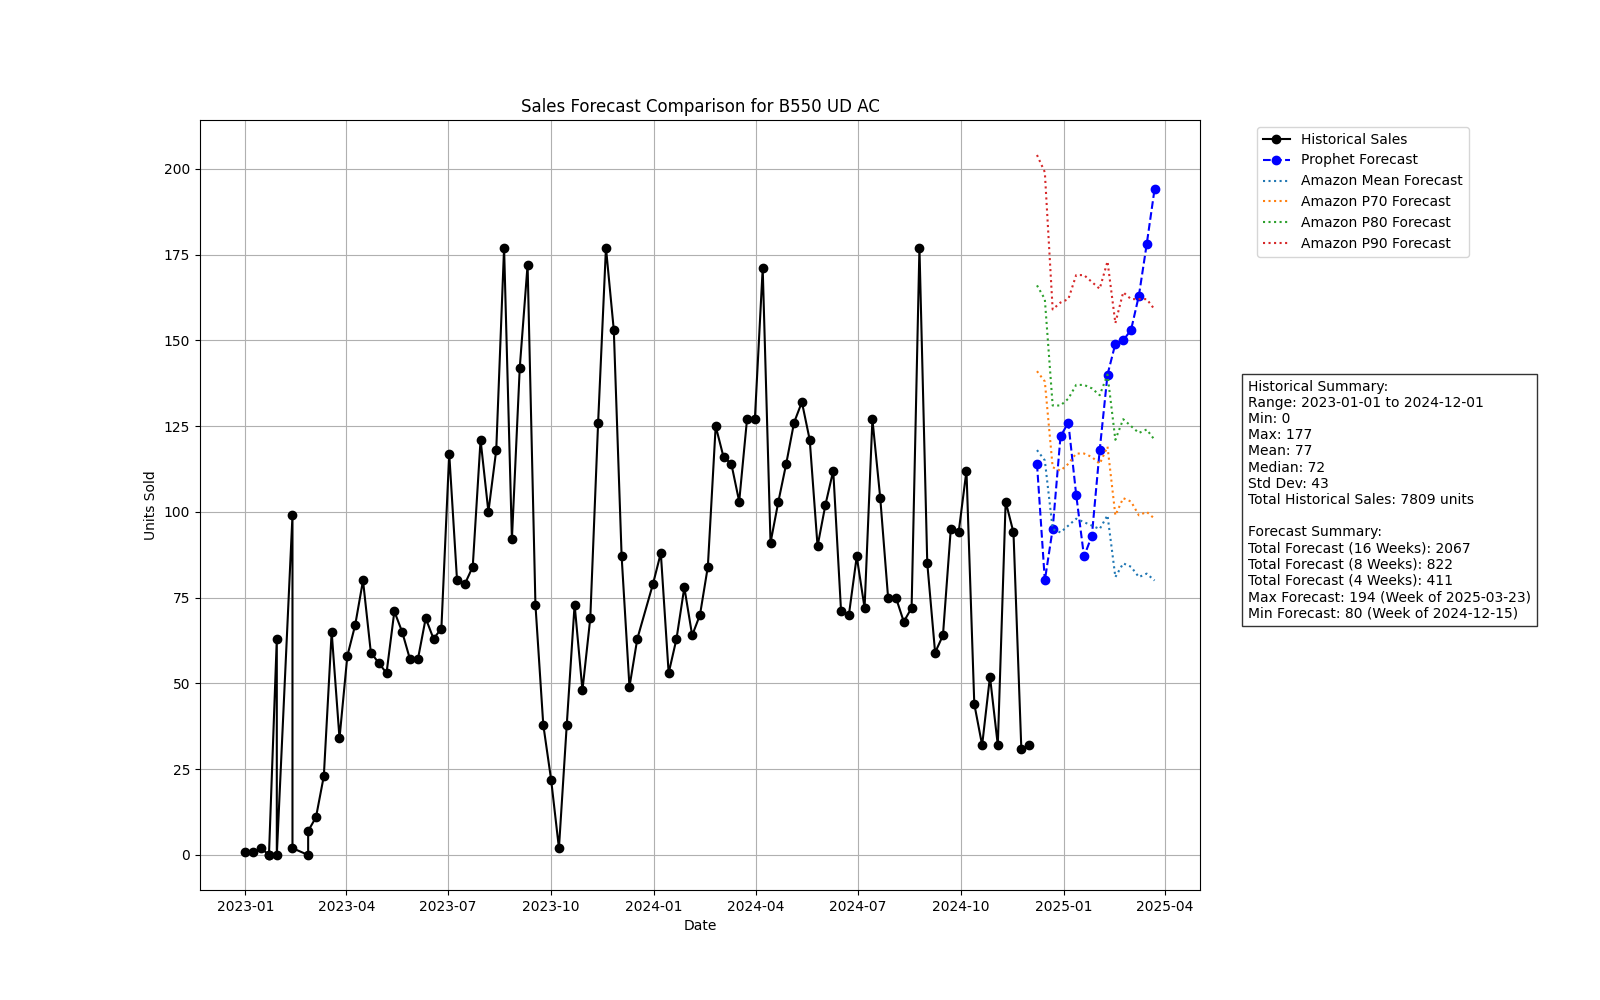 Sales Forecast Comparison for B550 UD AC
Units Sold
200
175
150
125
100
75
50
25
0
2023-01
2023-04
2023-07
2023-10
2024-01
2024-04
2024-07
2024-10
2025-01
2025-04
Date
Historical Sales
Prophet Forecast
Amazon Mean Forecast
Amazon P70 Forecast
Amazon P80 Forecast
Amazon P90 Forecast
Historical Summary:
Range: 2023-01-01 to 2024-12-01
Min: 0
Max: 177
Mean: 77
Median: 72
Std Dev: 43
Total Historical Sales: 7809 units
Forecast Summary:
Total Forecast (16 Weeks): 2067
Total Forecast (8 Weeks): 822
Total Forecast (4 Weeks): 411
Max Forecast: 194 (Week of 2025-03-23)
Min Forecast: 80 (Week of 2024-12-15)